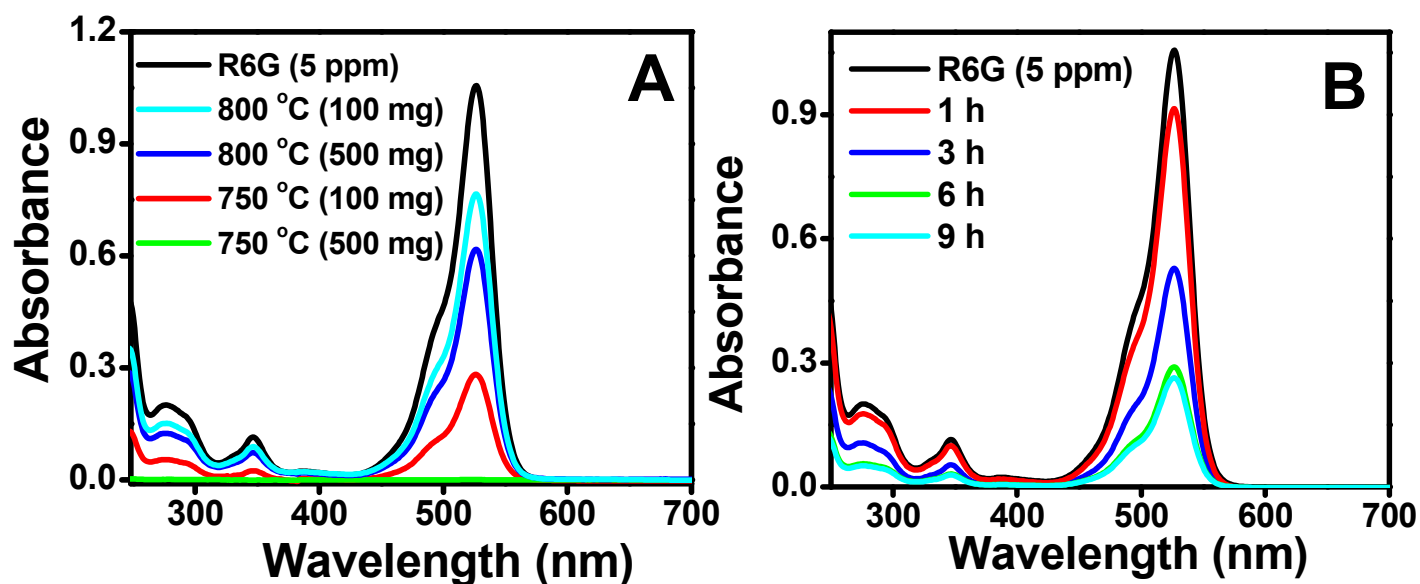 A
R6G (5 ppm)
800 °C (100 mg)
800 °C (500 mg)
750 °C (100 mg)
750 °C (500 mg)
1.2
0.9
0.6
0.3
0.0
Absorbance
300 400 500 600 700
Wavelength (nm)
B
R6G (5 ppm)
1 h
3 h
6 h
9 h
0.9
0.6
0.3
0.0
Absorbance
300 400 500 600 700
Wavelength (nm)